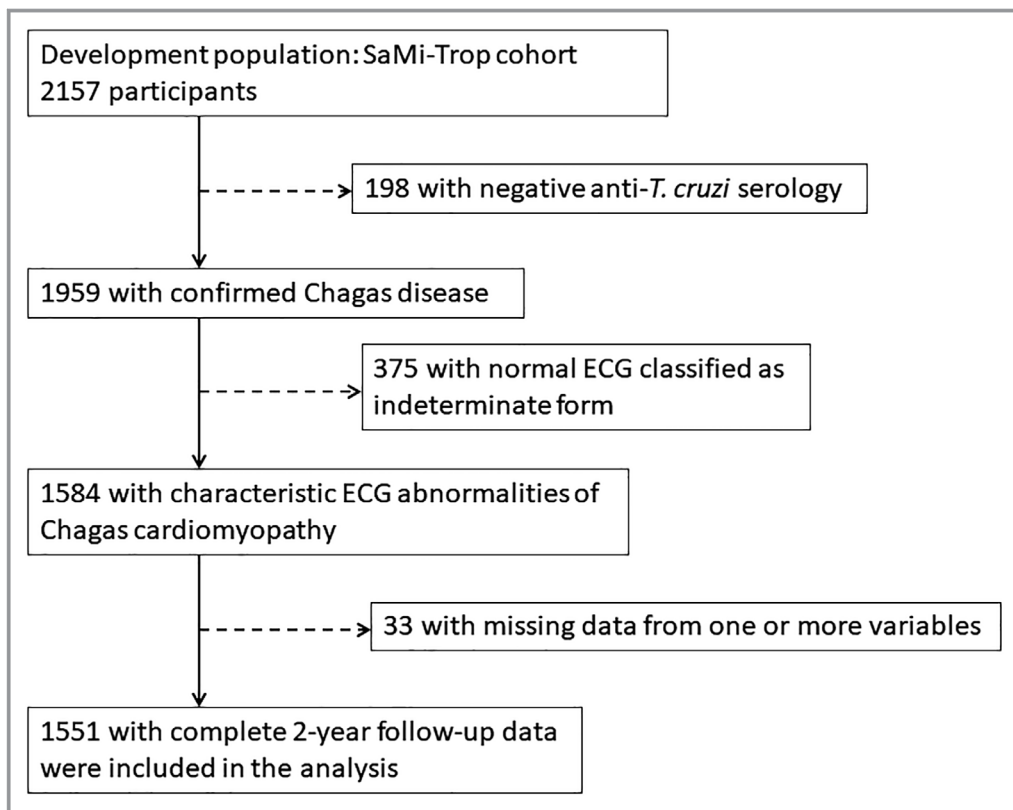 Development population: SaMi-Trop cohort
2157 participants
198 with negative anti-T. cruzi serology
1959 with confirmed Chagas disease
375 with normal ECG classified as
indeterminate form
1584 with characteristic ECG abnormalities of
Chagas cardiomyopathy
33 with missing data from one or more variables
1551 with complete 2-year follow-up data
were included in the analysis